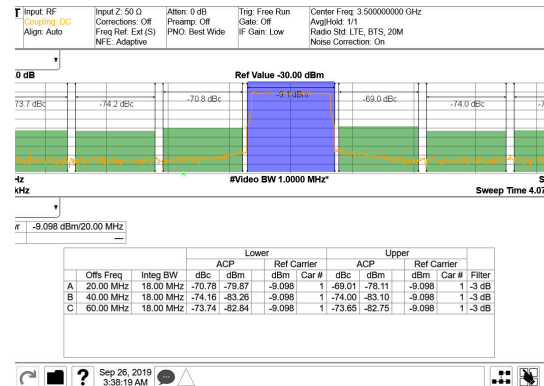 Input: RF Input Z: 50 Ω Atten: 0 dB Trig: Free Run Center Freq: 3.500000000 GHz
Coupling: DC Corrections: Off Preamp: Off Gate: Off Avg|Hold: 1/1
Align: Auto Freq Ref: Ext (S) PNO: Best Wide IF Gain: Low Radio Std: LTE, BTS, 20M
NFE: Adaptive Noise Correction: On
.0 dB Ref Value -30.00 dBm
73.7 dBc -74.2 dBc -70.8 dBc -9.1 dBm -69.0 dBc -74.0 dBc
Hz #Video BW 1.0000 MHz* S
kHz Sweep Time 4.07
-9.098 dBm/20.00 MHz
---
Lower Upper
ACP Ref Carrier ACP Ref Carrier
Offs Freq Integ BW dBc dBm dBm Car # dBc dBm dBm Car # Filter
A 20.00 MHz 18.00 MHz -70.78 -79.87 -9.098 1 -69.01 -78.11 -9.098 1 -3 dB
B 40.00 MHz 18.00 MHz -74.16 -83.26 -9.098 1 -74.00 -83.10 -9.098 1 -3 dB
C 60.00 MHz 18.00 MHz -73.74 -82.84 -9.098 1 -73.65 -82.75 -9.098 1 -3 dB
? Sep 26, 2019
3:38:19 AM